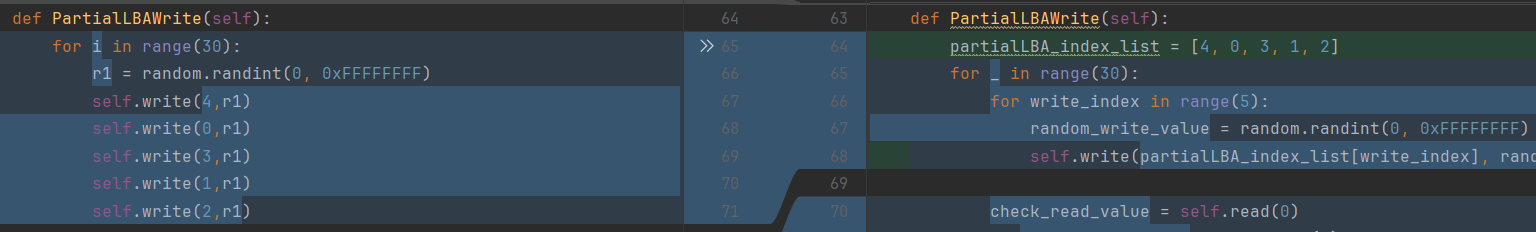 def PartialLBAWrite(self):
    for i in range(30):
        r1 = random.randint(0, 0xFFFFFFFF)
        self.write(4,r1)
        self.write(0,r1)
        self.write(3,r1)
        self.write(1,r1)
        self.write(2,r1)
64 63
65 64
66 65
67 66
68 67
69 68
70 69
71 70
def PartialLBAWrite(self):
    partialLBA_index_list = [4, 0, 3, 1, 2]
    for _ in range(30):
        for write_index in range(5):
            random_write_value = random.randint(0, 0xFFFFFFFF)
            self.write(partialLBA_index_list[write_index], rand
        check_read_value = self.read(0)